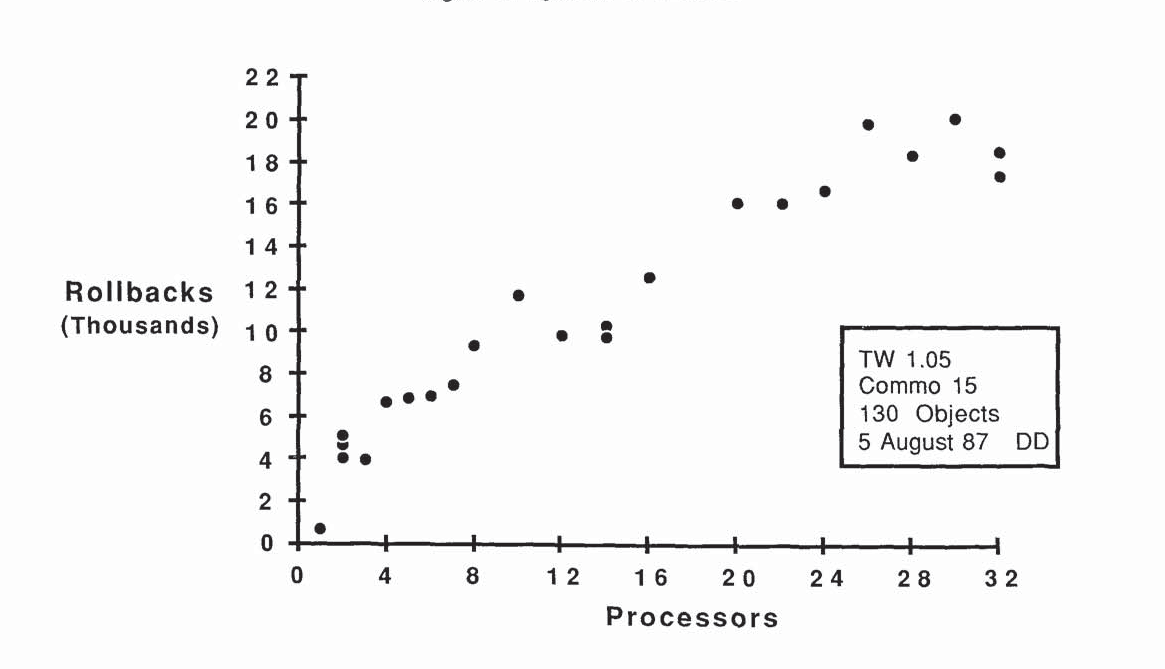 22
20
18
16
14
Rollbacks 12
(Thousands) 10
8
6
4
2
0
TW 1.05
Commo 15
130 Objects
5 August 87 DD
0 4 8 12 16 20 24 28 32
Processors